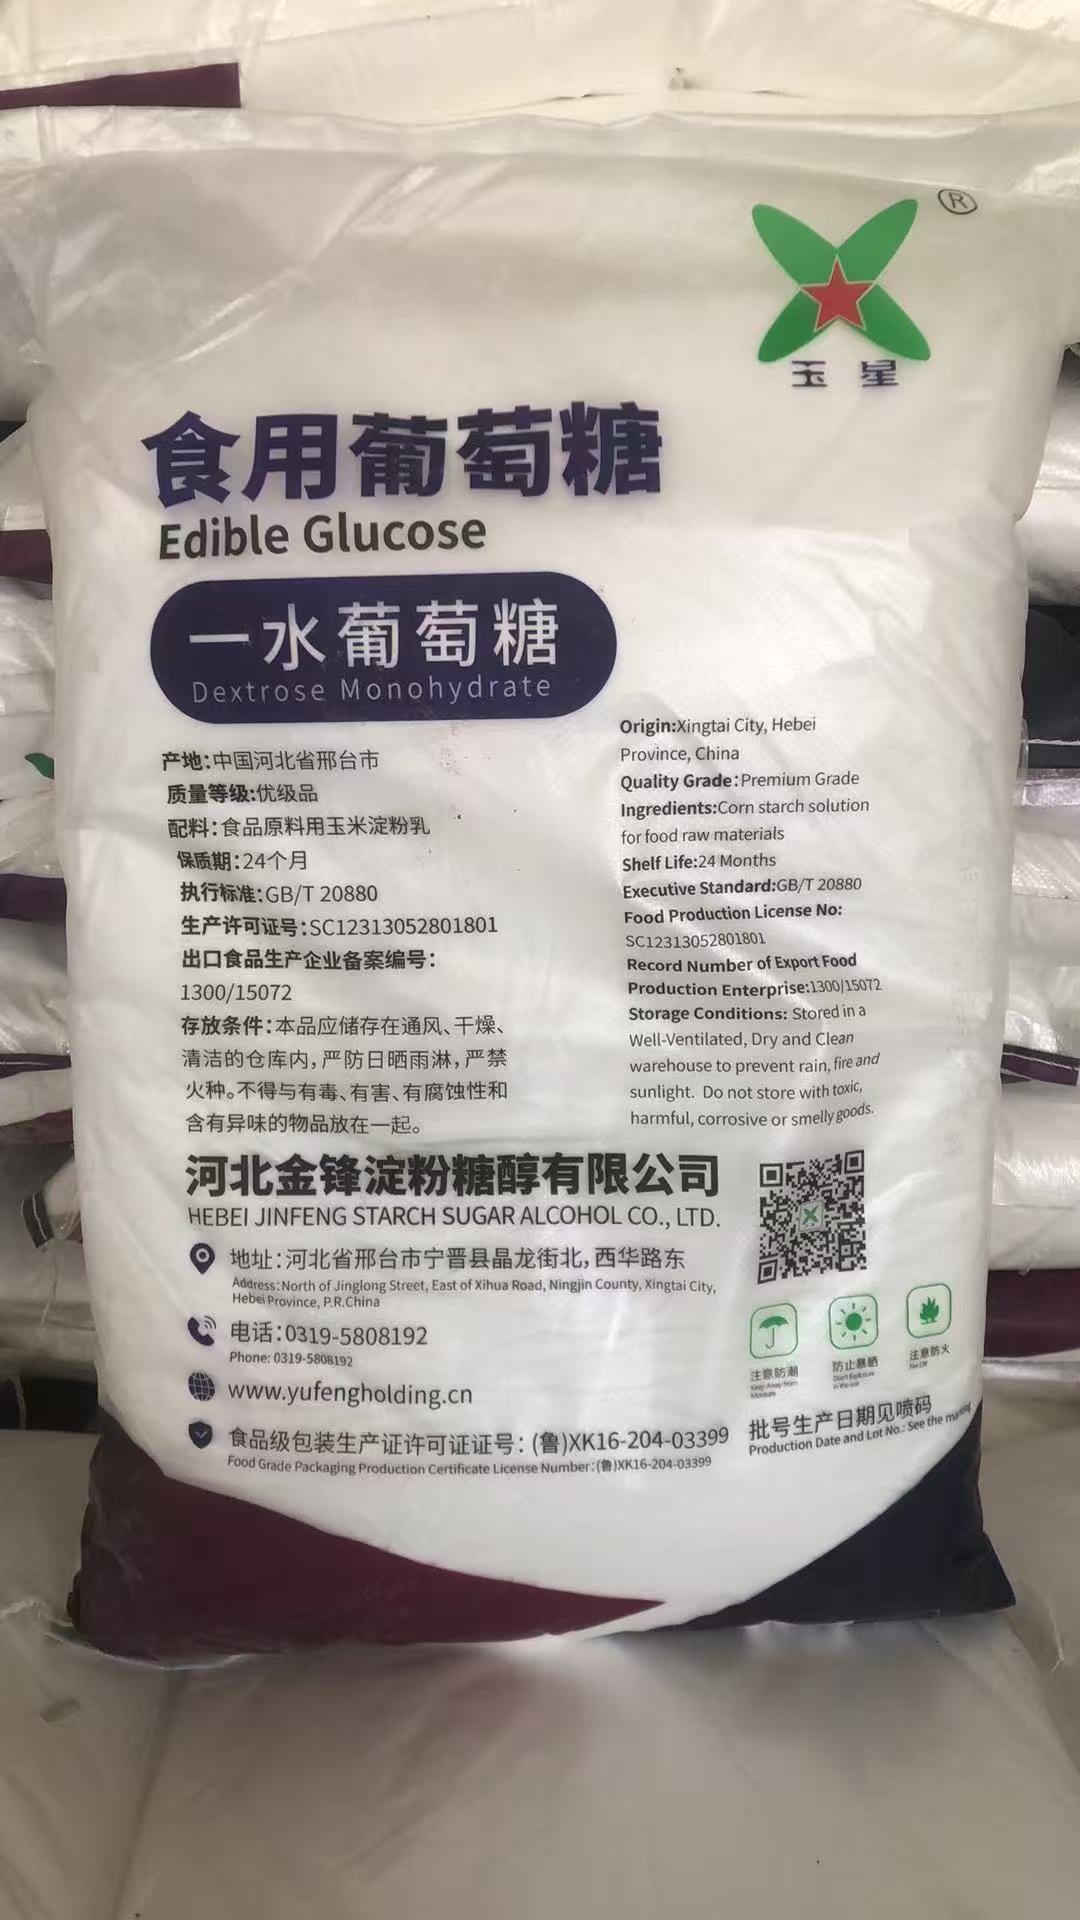 ®
玉星
食用葡萄糖
Edible Glucose
一水葡萄糖
Dextrose Monohydrate
产地:中国河北省邢台市
质量等级:优级品
配料:食品原料用玉米淀粉乳
保质期:24个月
执行标准:GB/T 20880
生产许可证号:SC12313052801801
出口食品生产企业备案编号:
1300/15072
存放条件:本品应储存在通风、干燥、
清洁的仓库内,严防日晒雨淋,严禁
火种。不得与有毒、有害、有腐蚀性和
含有异味的物品放在一起。
Origin:Xingtai City, Hebei
Province, China
Quality Grade:Premium Grade
Ingredients:Corn starch solution
for food raw materials
Shelf Life:24 Months
Executive Standard:GB/T 20880
Food Production License No:
SC12313052801801
Record Number of Export Food
Production Enterprise:1300/15072
Storage Conditions: Stored in a
Well-Ventilated, Dry and Clean
warehouse to prevent rain, fire and
sunlight. Do not store with toxic,
harmful, corrosive or smelly goods.
河北金锋淀粉糖醇有限公司
HEBEI JINFENG STARCH SUGAR ALCOHOL CO., LTD.
地址:河北省邢台市宁晋县晶龙街北,西华路东
Address:North of Jinglong Street, East of Xihua Road, Ningjin County, Xingtai City,
Hebei Province, P.R.China
电话:0319-5808192
Phone: 0319-5808192
www.yufengholding.cn
食品级包装生产证许可证证号:(鲁)XK16-204-03399
Food Grade Packaging Production Certificate License Number:(鲁)XK16-204-03399
注意防潮
Keep Away from
Moisture
防止暴晒
Don't Explosure
in the sun
注意防火
Fire Off
批号生产日期见喷码
Production Date and Lot No.: See the marking